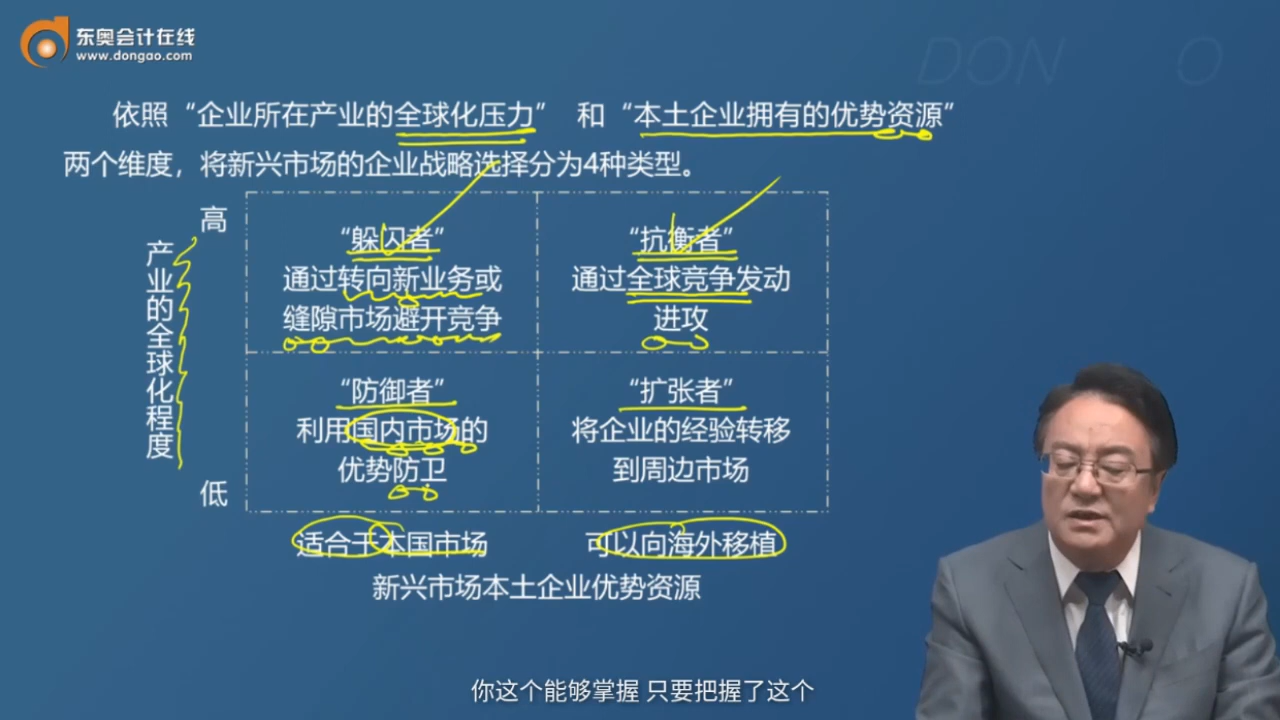 东奥会计在线
www.dongao.com
DON O
依照“企业所在产业的全球化压力” 和“本土企业拥有的优势资源”
两个维度，将新兴市场的企业战略选择分为4种类型。
高
产业的全球化程度
“躲闪者”
通过转向新业务或
缝隙市场避开竞争
“抗衡者”
通过全球竞争发动
进攻
“防御者”
利用国内市场的
优势防卫
“扩张者”
将企业的经验转移
到周边市场
低
适合于本国市场
可以向海外移植
新兴市场本土企业优势资源
你这个能够掌握 只要把握了这个